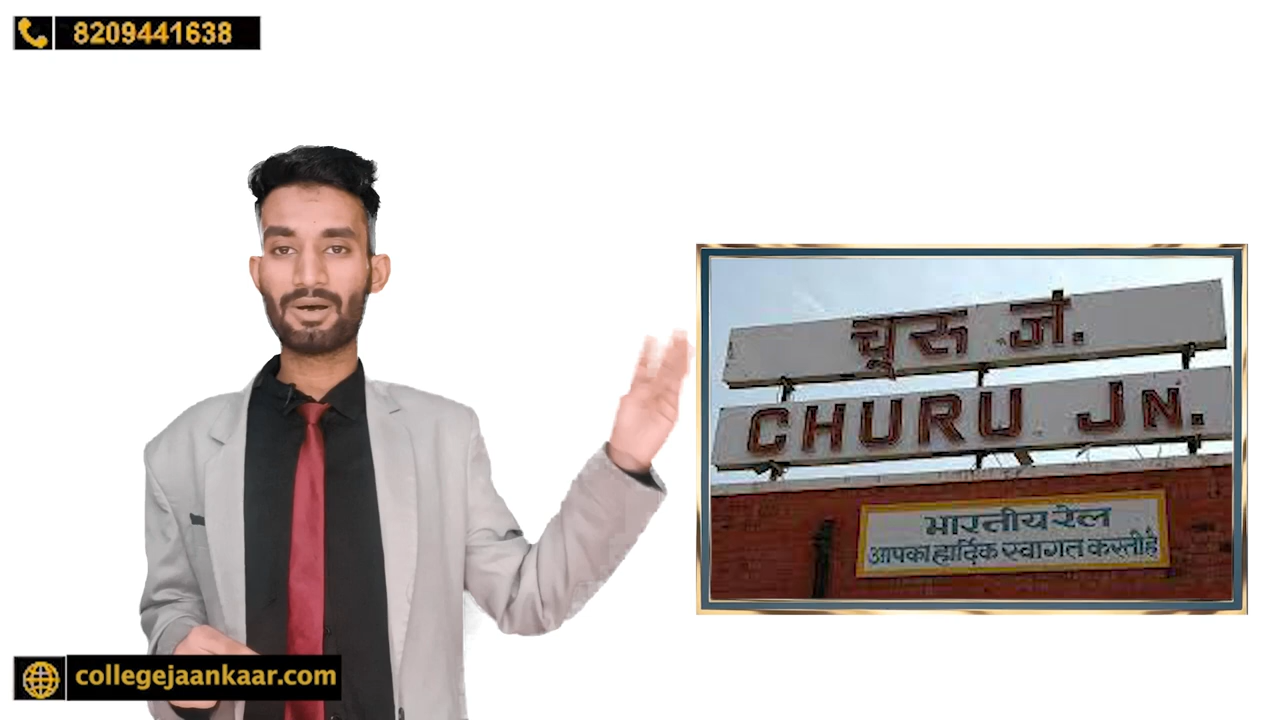 8209441638
चूरू जं.
CHURU JN.
भारतीय रेल
आपका हार्दिक स्वागत करती है
collegejaankaar.com